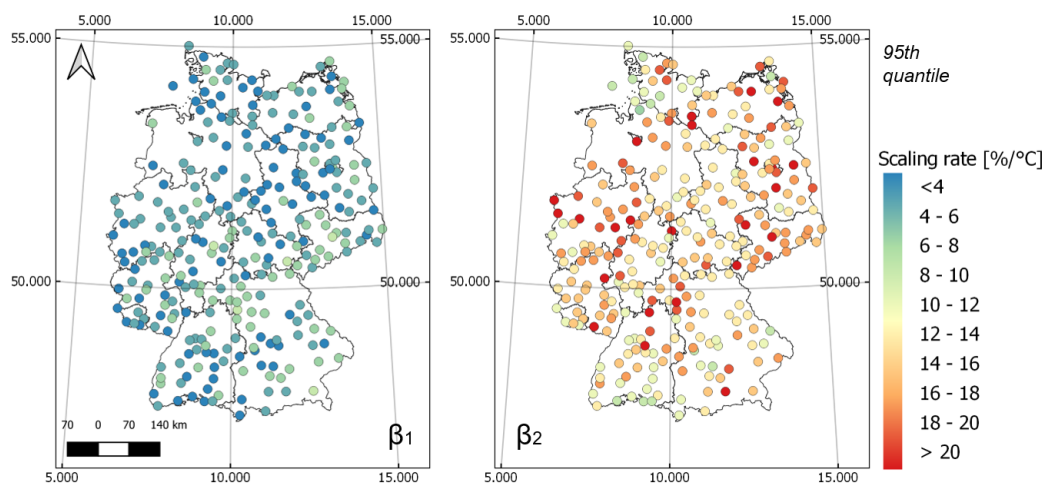 5.000 10.000 15.000 5.000 10.000 15.000
55.000 55.000 55.000 55.000
95th
quantile
Scaling rate [%/°C]
<4
4 - 6
6 - 8
8 - 10
10 - 12
12 - 14
14 - 16
16 - 18
18 - 20
> 20
50.000 50.000 50.000 50.000
70 0 70 140 km
β1
β2
5.000 10.000 15.000 5.000 10.000 15.000